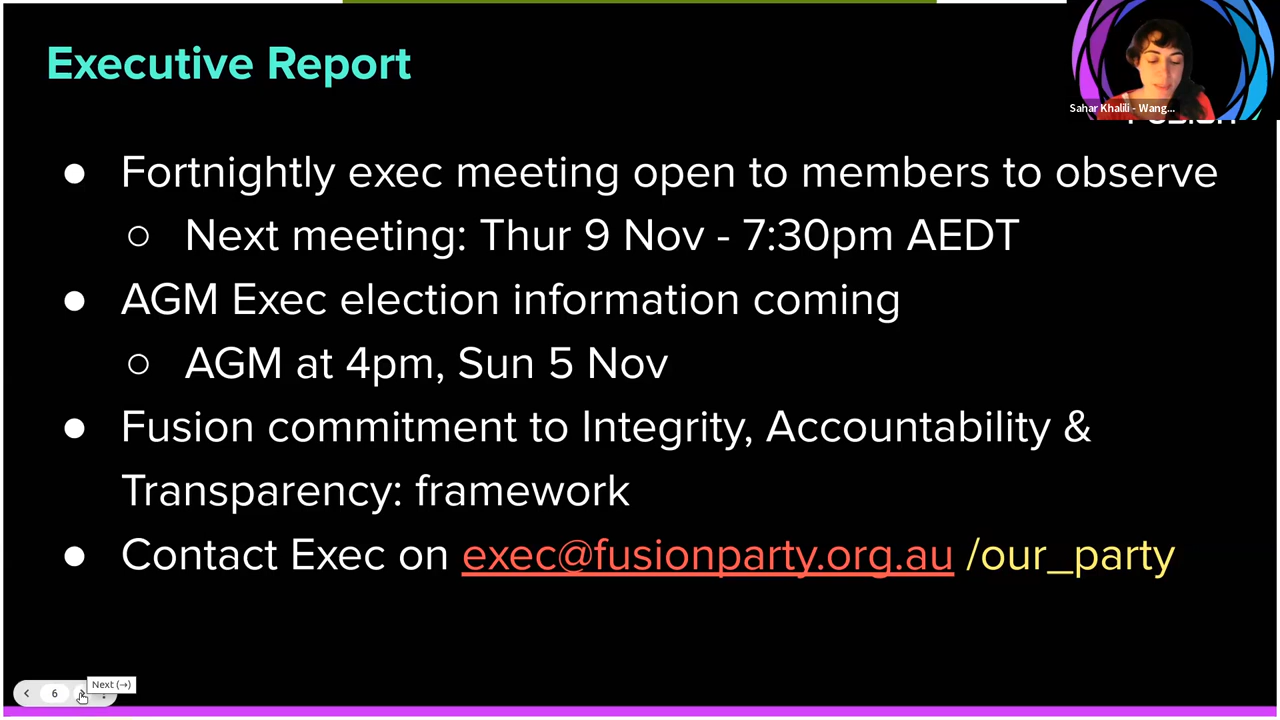 Executive Report
Sahar Khalili - Wang...
● Fortnightly exec meeting open to members to observe
○ Next meeting: Thur 9 Nov - 7:30pm AEDT
● AGM Exec election information coming
○ AGM at 4pm, Sun 5 Nov
● Fusion commitment to Integrity, Accountability &
Transparency: framework
● Contact Exec on exec@fusionparty.org.au /our_party
6
Next (→)